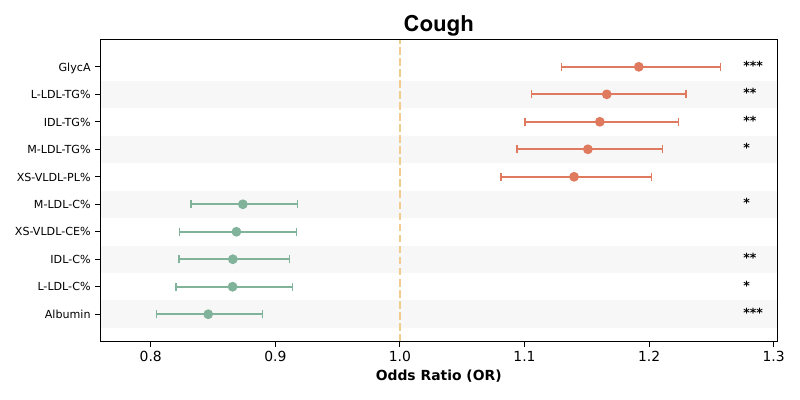 Cough
GlycA ***
L-LDL-TG% **
IDL-TG% **
M-LDL-TG% *
XS-VLDL-PL%
M-LDL-C% *
XS-VLDL-CE%
IDL-C% **
L-LDL-C% *
Albumin ***
0.8 0.9 1.0 1.1 1.2 1.3
Odds Ratio (OR)